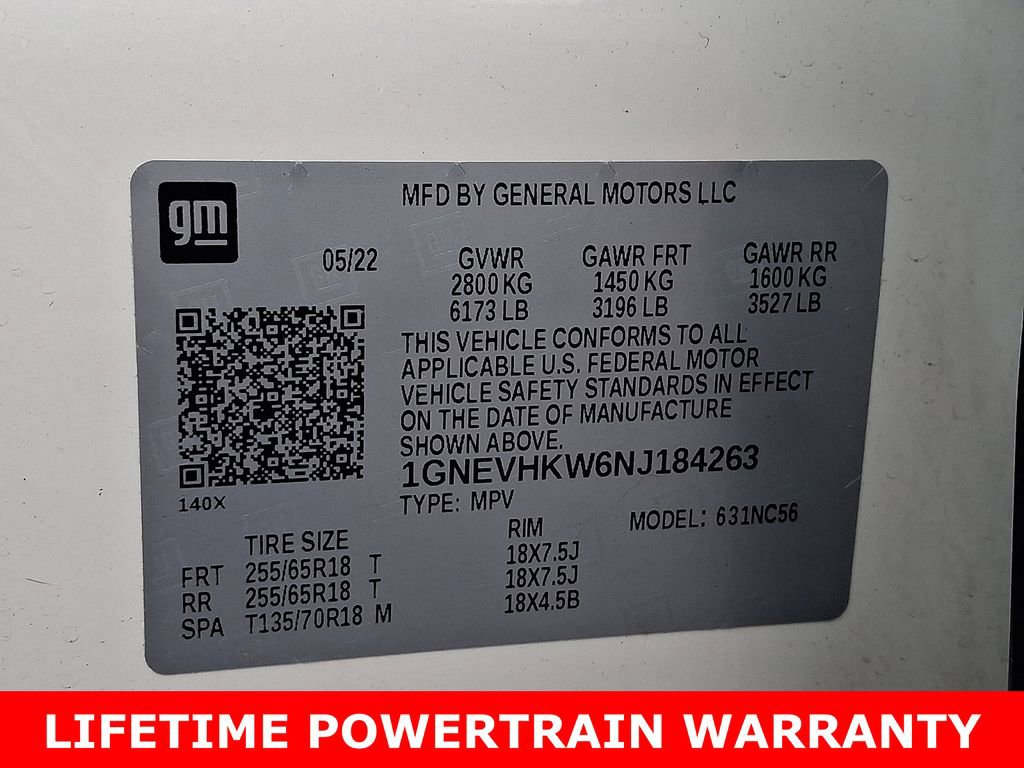 gm
MFD BY GENERAL MOTORS LLC
05/22 GVWR GAWR FRT GAWR RR
2800 KG 1450 KG 1600 KG
6173 LB 3196 LB 3527 LB
THIS VEHICLE CONFORMS TO ALL
APPLICABLE U.S. FEDERAL MOTOR
VEHICLE SAFETY STANDARDS IN EFFECT
ON THE DATE OF MANUFACTURE
SHOWN ABOVE.
1GNEVHKW6NJ184263
140X
TYPE: MPV
MODEL: 631NC56
TIRE SIZE RIM
FRT 255/65R18 T 18X7.5J
RR 255/65R18 T 18X7.5J
SPA T135/70R18 M 18X4.5B
LIFETIME POWERTRAIN WARRANTY